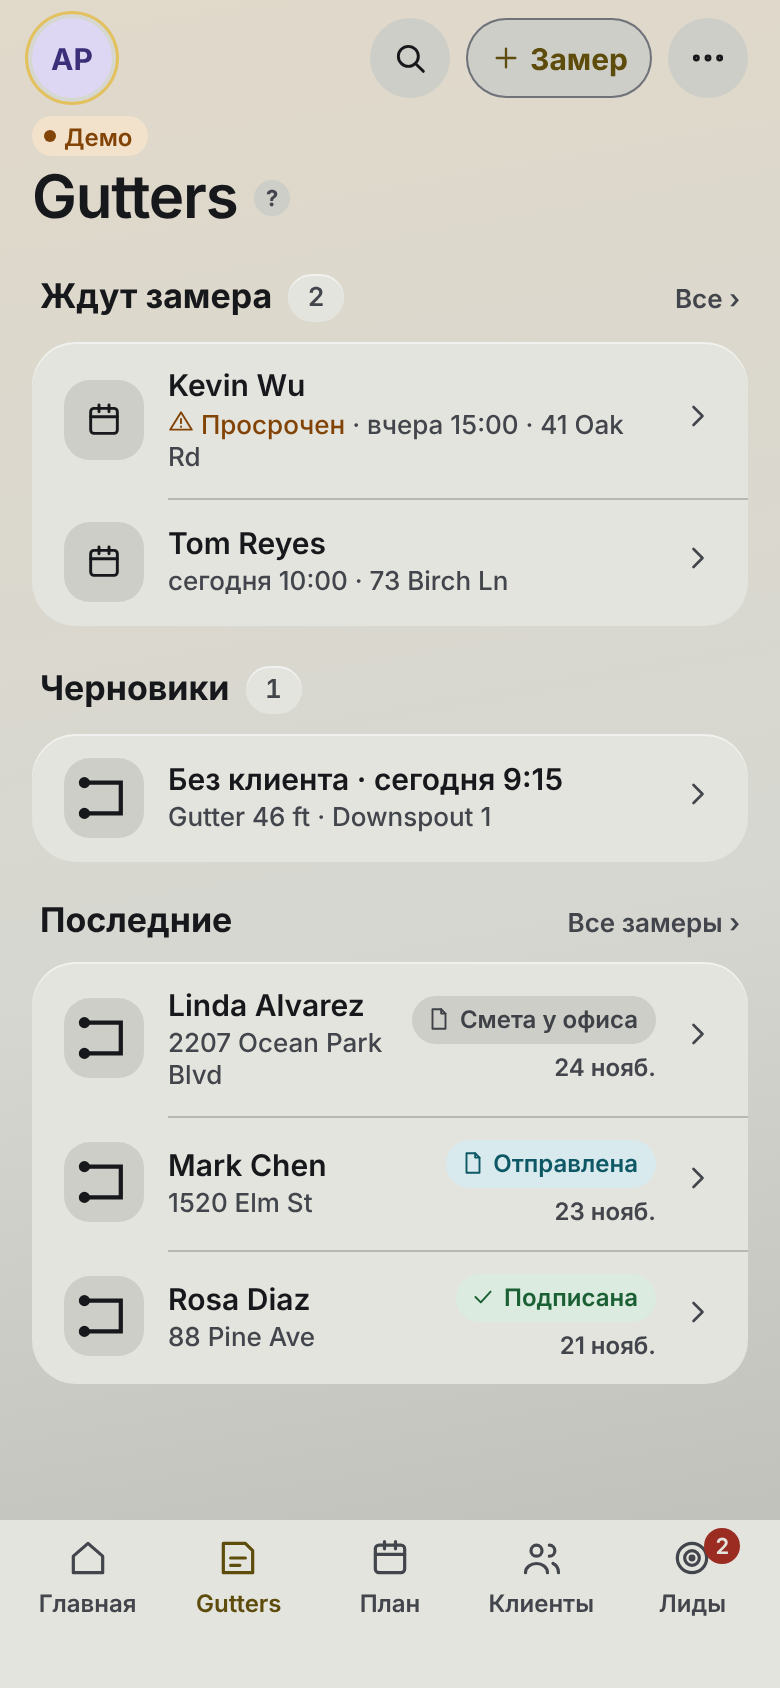 AP
+ Замер
Демо
Gutters ?
Ждут замера 2
Все ›
Kevin Wu
Просрочен · вчера 15:00 · 41 Oak
Rd
Tom Reyes
сегодня 10:00 · 73 Birch Ln
Черновики 1
Без клиента · сегодня 9:15
Gutter 46 ft · Downspout 1
Последние
Все замеры ›
Linda Alvarez
2207 Ocean Park
Blvd
Смета у офиса
24 нояб.
Mark Chen
1520 Elm St
Отправлена
23 нояб.
Rosa Diaz
88 Pine Ave
Подписана
21 нояб.
Главная
Gutters
План
Клиенты
2
Лиды